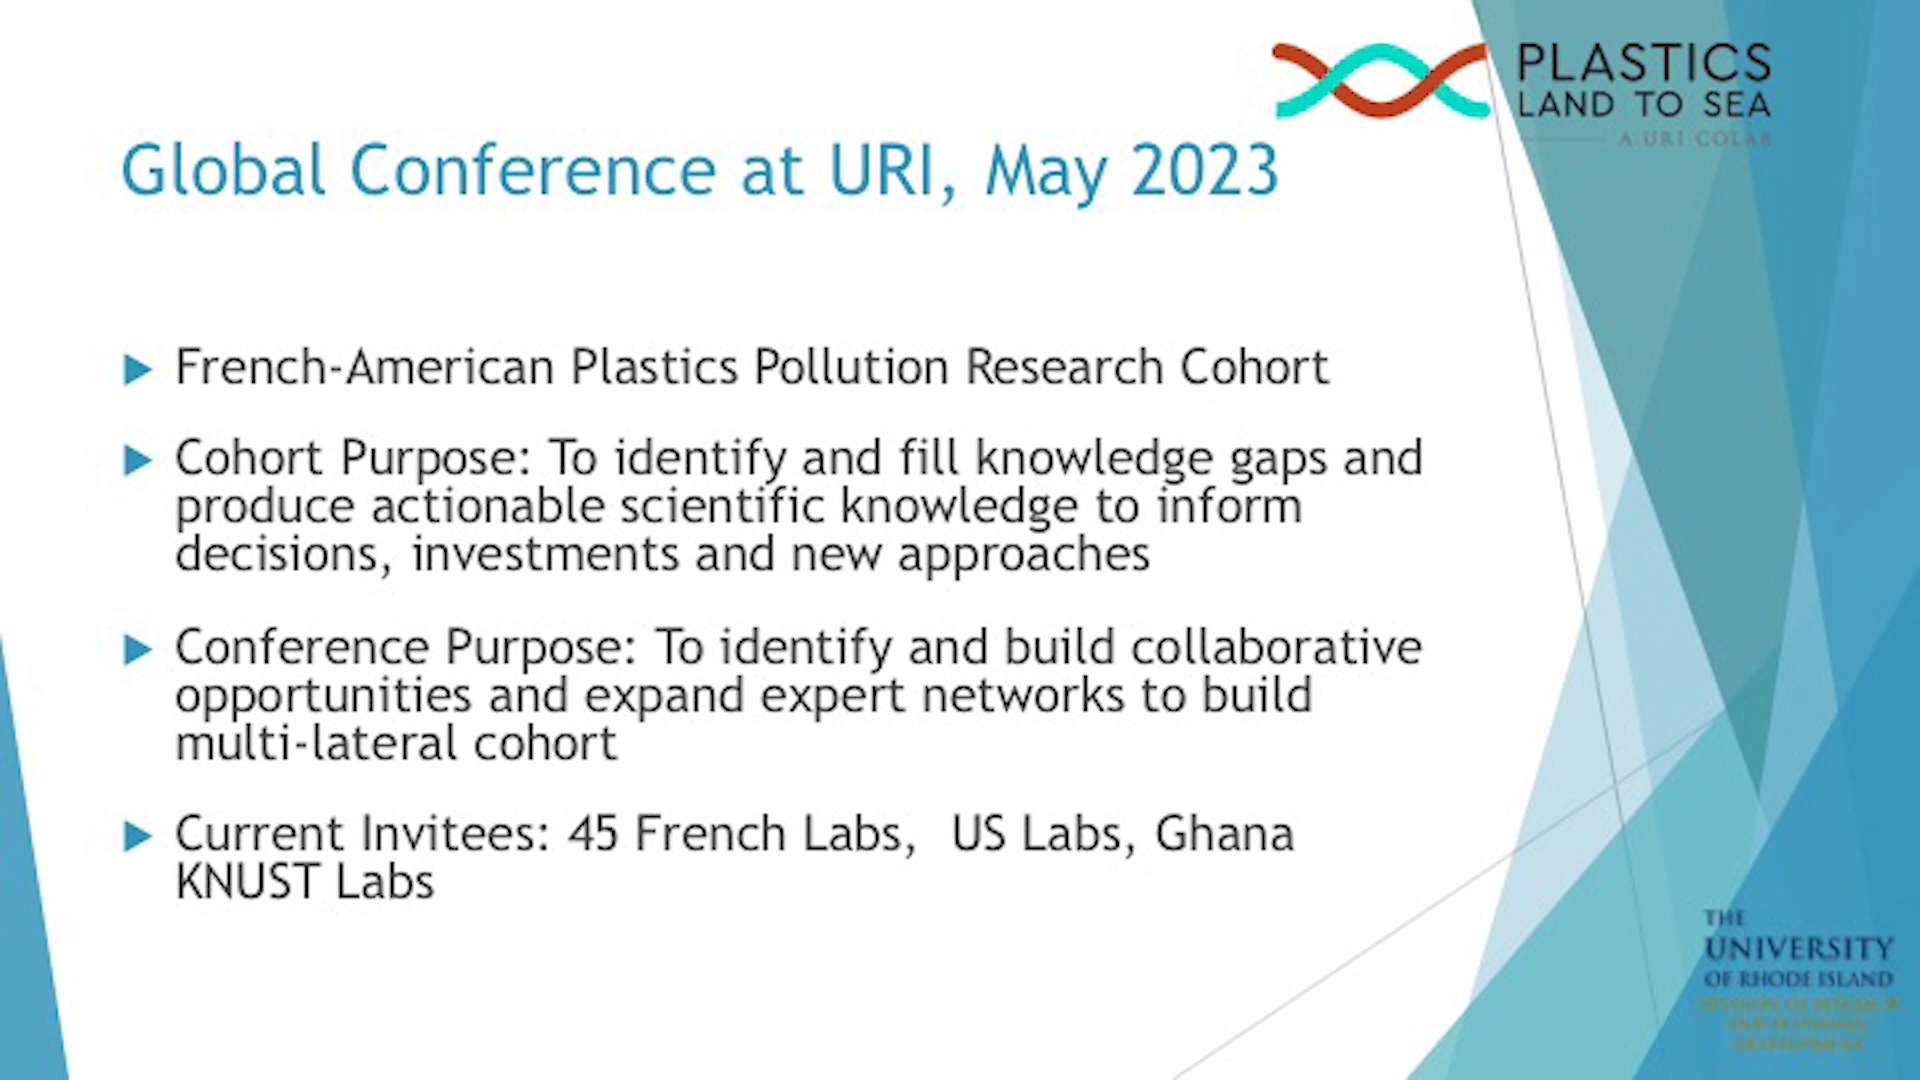 PLASTICS
LAND TO SEA
A URI COLAB
Global Conference at URI, May 2023
French-American Plastics Pollution Research Cohort
Cohort Purpose: To identify and fill knowledge gaps and
produce actionable scientific knowledge to inform
decisions, investments and new approaches
Conference Purpose: To identify and build collaborative
opportunities and expand expert networks to build
multi-lateral cohort
Current Invitees: 45 French Labs,  US Labs, Ghana
KNUST Labs
THE
UNIVERSITY
OF RHODE ISLAND